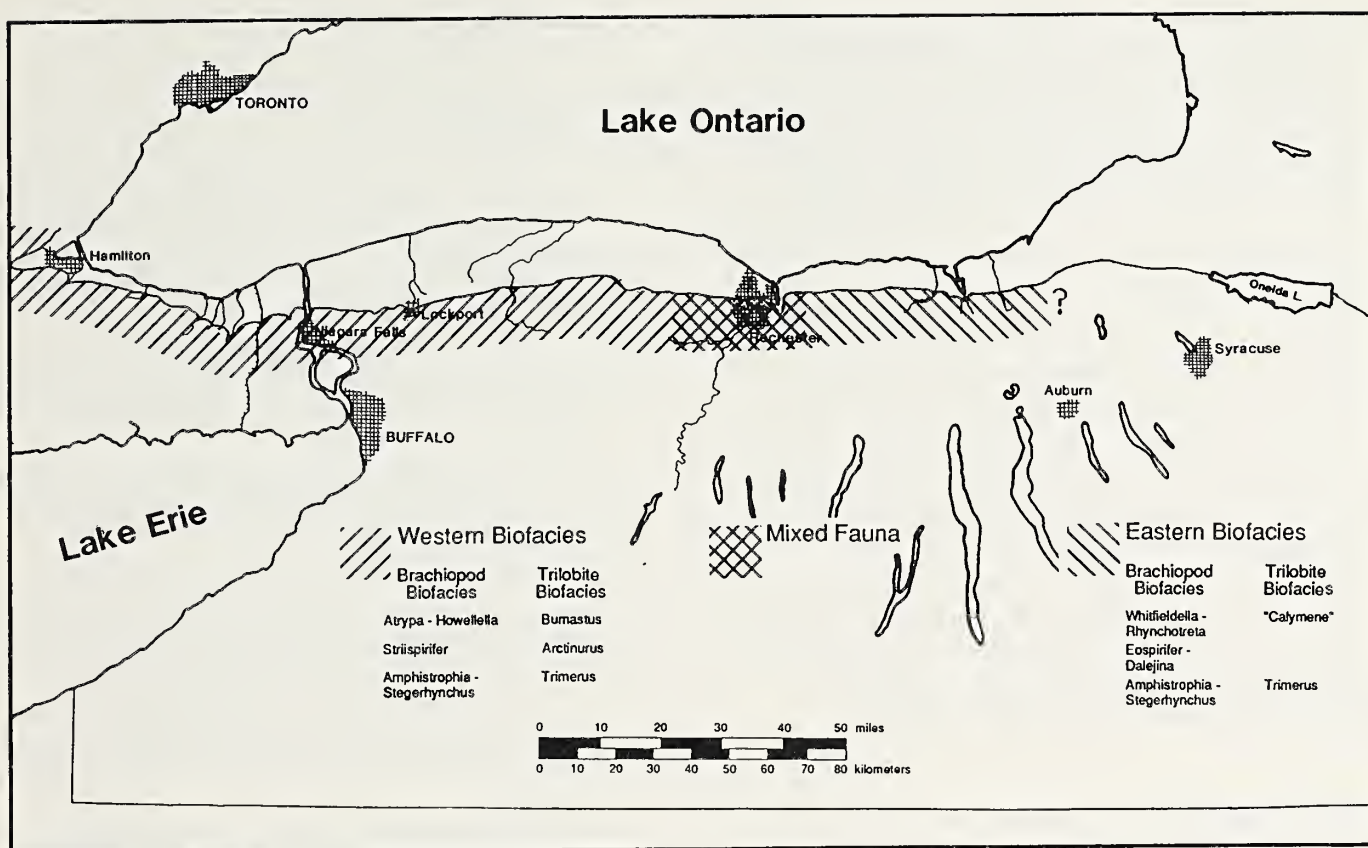 TORONTO
Lake Ontario
Hamilton
Lockport
Niagara Falls
Rochester
?
Oneida L.
Syracuse
Auburn
BUFFALO
Lake Erie
Western Biofacies
Brachiopod Biofacies
Trilobite Biofacies
Atrypa - Howellella
Bumastus
Striispirifer
Arctinurus
Amphistrophia -
Stegerhynchus
Trimerus
Mixed Fauna
Eastern Biofacies
Brachiopod Biofacies
Trilobite Biofacies
Whitfieldella -
Rhynchotreta
"Calymene"
Eospirifer -
Dalejina
Amphistrophia -
Stegerhynchus
Trimerus
0 10 20 30 40 50 miles
0 10 20 30 40 50 60 70 80 kilometers